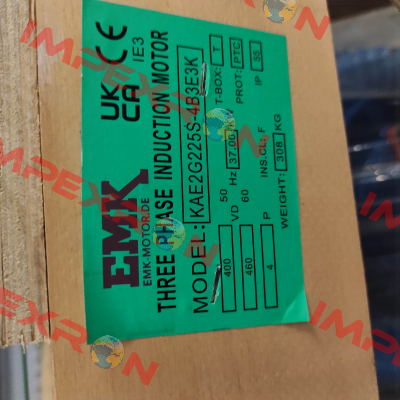 UK CA CE IE3
EMK
EMK-MOTOR.DE
THREE PHASE INDUCTION MOTOR
MODEL: KAE2G225S-4B3E3K
T-BOX: T
400 VD 50 Hz 37.00 PROT: PTC
460 60 INS.CL: F IP 55
4 P WEIGHT: 308 KG
IMPEXRON